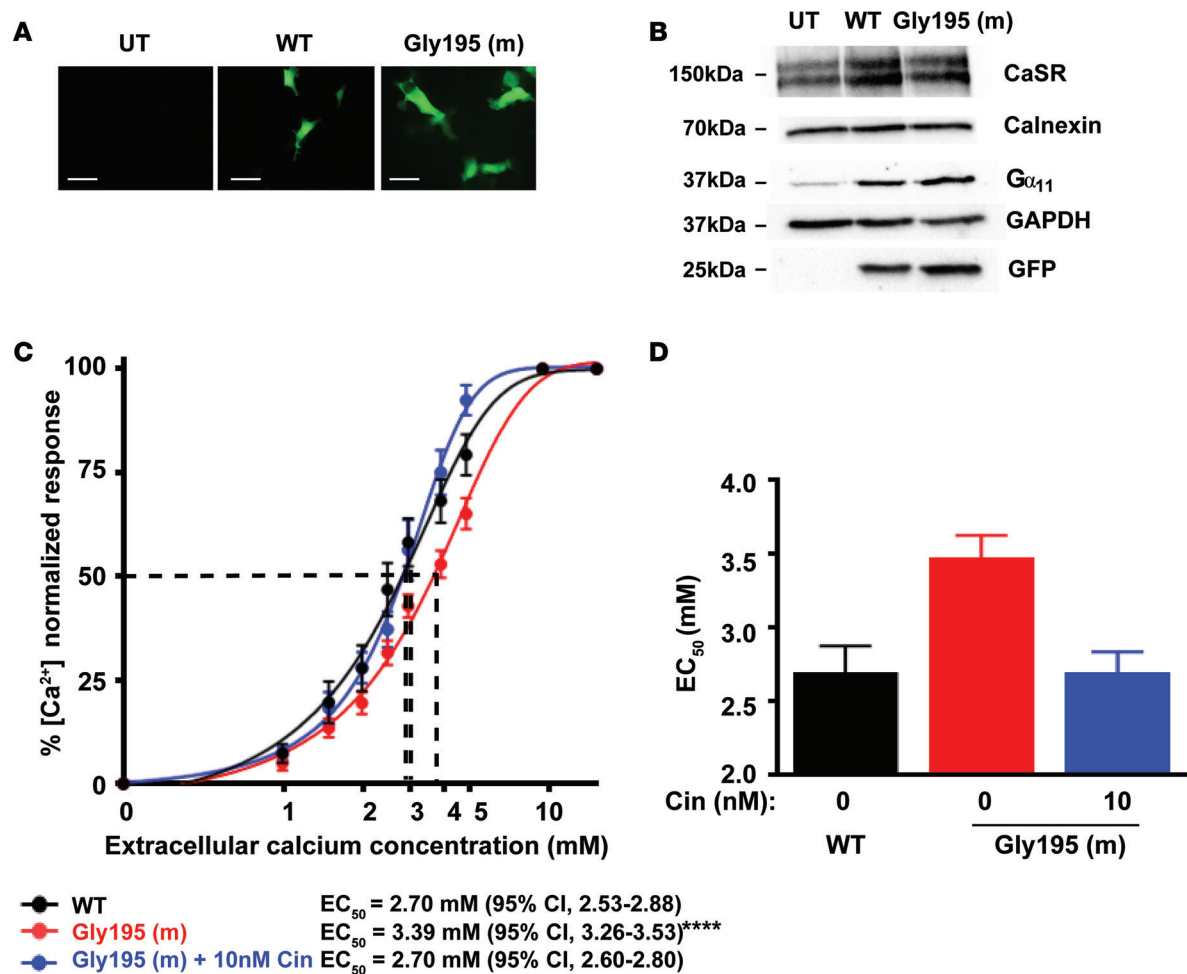 A
UT WT Gly195 (m)
B
UT WT Gly195 (m)
150kDa – CaSR
70kDa – Calnexin
37kDa – Gα11
37kDa – GAPDH
25kDa – GFP
C
% [Ca²⁺] normalized response
100
75
50
25
0
0 1 2 3 4 5 10
Extracellular calcium concentration (mM)
WT EC₅₀ = 2.70 mM (95% CI, 2.53-2.88)
Gly195 (m) EC₅₀ = 3.39 mM (95% CI, 3.26-3.53)****
Gly195 (m) + 10nM Cin EC₅₀ = 2.70 mM (95% CI, 2.60-2.80)
D
EC₅₀ (mM)
4.0
3.5
3.0
2.5
2.0
Cin (nM): 0 0 10
WT Gly195 (m)